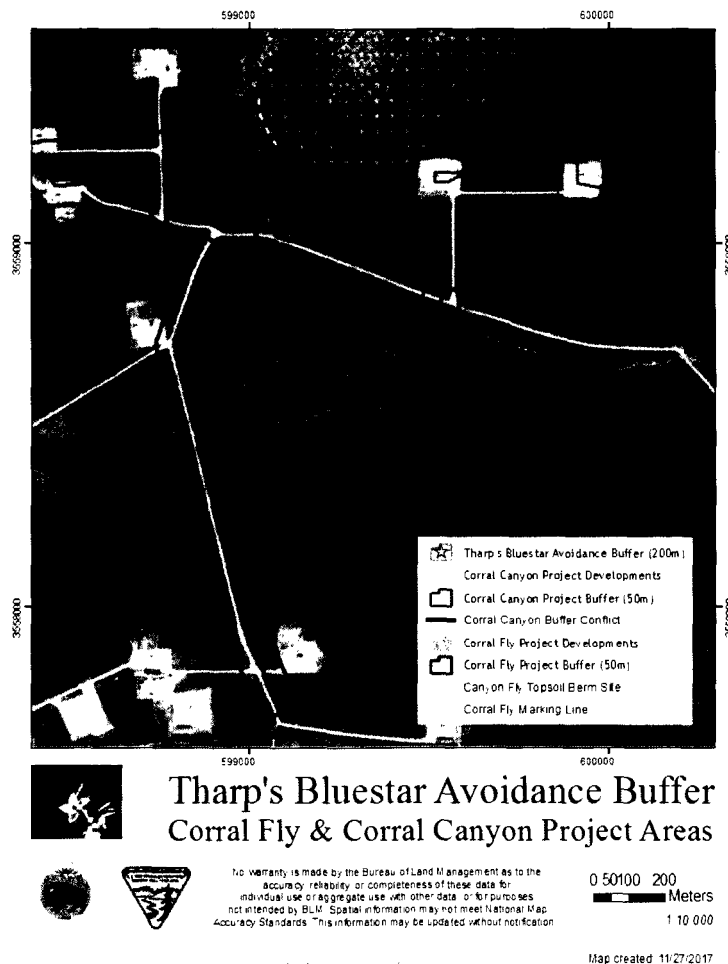 599000
630000
3559000
3558000
Tharp's Bluestar Avoidance Buffer (200m)
Corral Canyon Project Developments
Corral Canyon Project Buffer (50m)
Corral Canyon Buffer Conflict
Corral Fly Project Developments
Corral Fly Project Buffer (50m)
Canyon Fly Topsoil Berm Site
Corral Fly Marking Line
599000
600000
Tharp's Bluestar Avoidance Buffer
Corral Fly & Corral Canyon Project Areas
No warranty is made by the Bureau of Land Management as to the
accuracy reliability or completeness of these data for
individual use or aggregate use with other data or for purposes
not intended by BLM Spatial information may not meet National Map
Accuracy Standards This information may be updated without notification
0 50100 200
Meters
1 10 000
Map created 11/27/2017